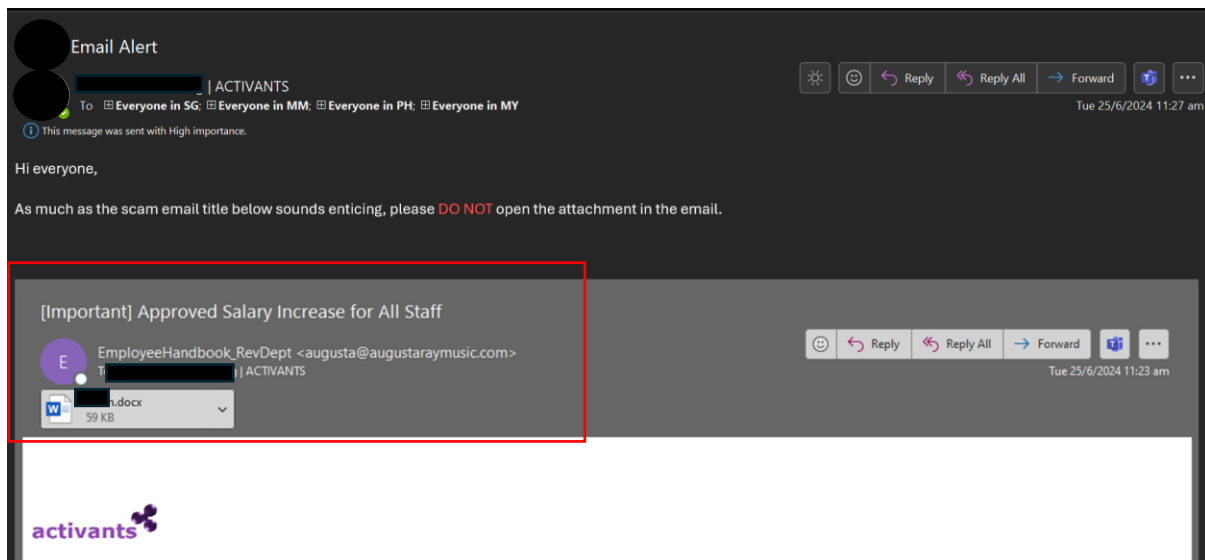 Email Alert
| ACTIVANTS
Reply Reply All Forward
To Everyone in SG; Everyone in MM; Everyone in PH; Everyone in MY
Tue 25/6/2024 11:27 am
This message was sent with High importance.
Hi everyone,
As much as the scam email title below sounds enticing, please DO NOT open the attachment in the email.
[Important] Approved Salary Increase for All Staff
E
EmployeeHandbook_RevDept <augusta@augustaraymusic.com>
Reply Reply All Forward
| ACTIVANTS
Tue 25/6/2024 11:23 am
.docx
59 KB
activants